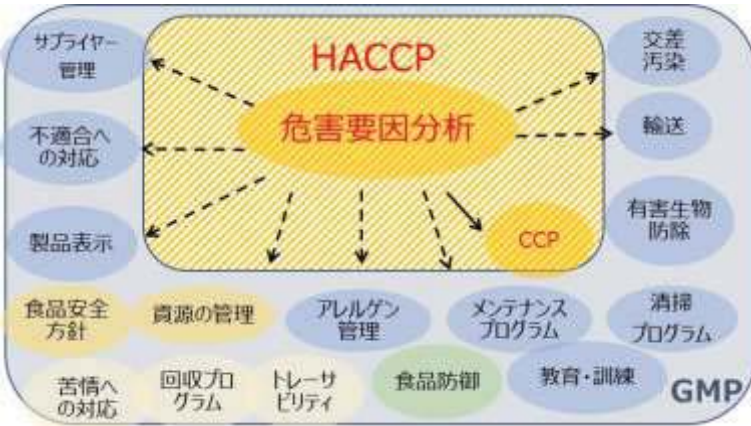 サプライヤー
管理
HACCP
交差
汚染
危害要因分析
不適合へ
の対応
輸送
製品表示
CCP
有害生物
防除
食品安全
方針
資源の管理
アレルゲン
管理
メンテナンス
プログラム
清掃
プログラム
苦情へ
の対応
回収プロ
グラム
トレーサ
ビリティ
食品防御
教育・訓練
GMP